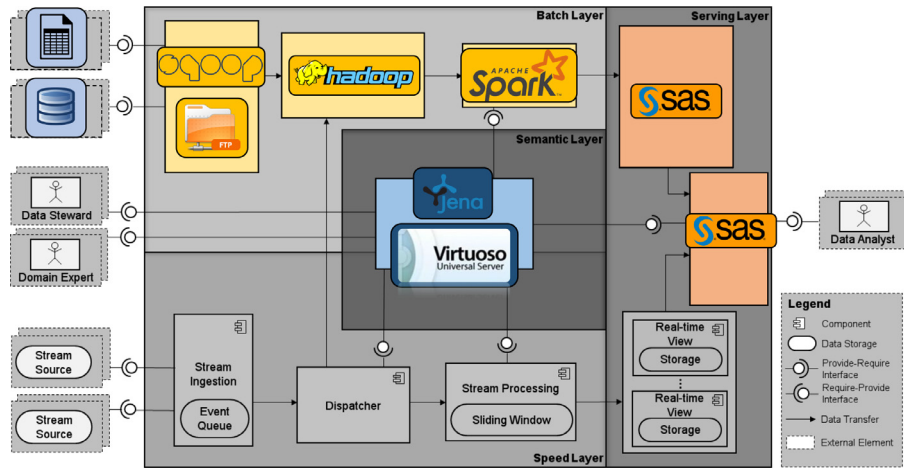 Batch Layer
Serving Layer
sqoop
hadoop
APACHE
Spark
FTP
sas
Semantic Layer
Jena
Virtuoso
Universal Server
sas
Data Steward
Domain Expert
Data Analyst
Stream
Source
Stream
Source
Stream
Ingestion
Event
Queue
Dispatcher
Stream Processing
Sliding Window
Real-time
View
Storage
Real-time
View
Storage
Speed Layer
Legend
Component
Data Storage
Provide-Require
Interface
Require-Provide
Interface
Data Transfer
External Element